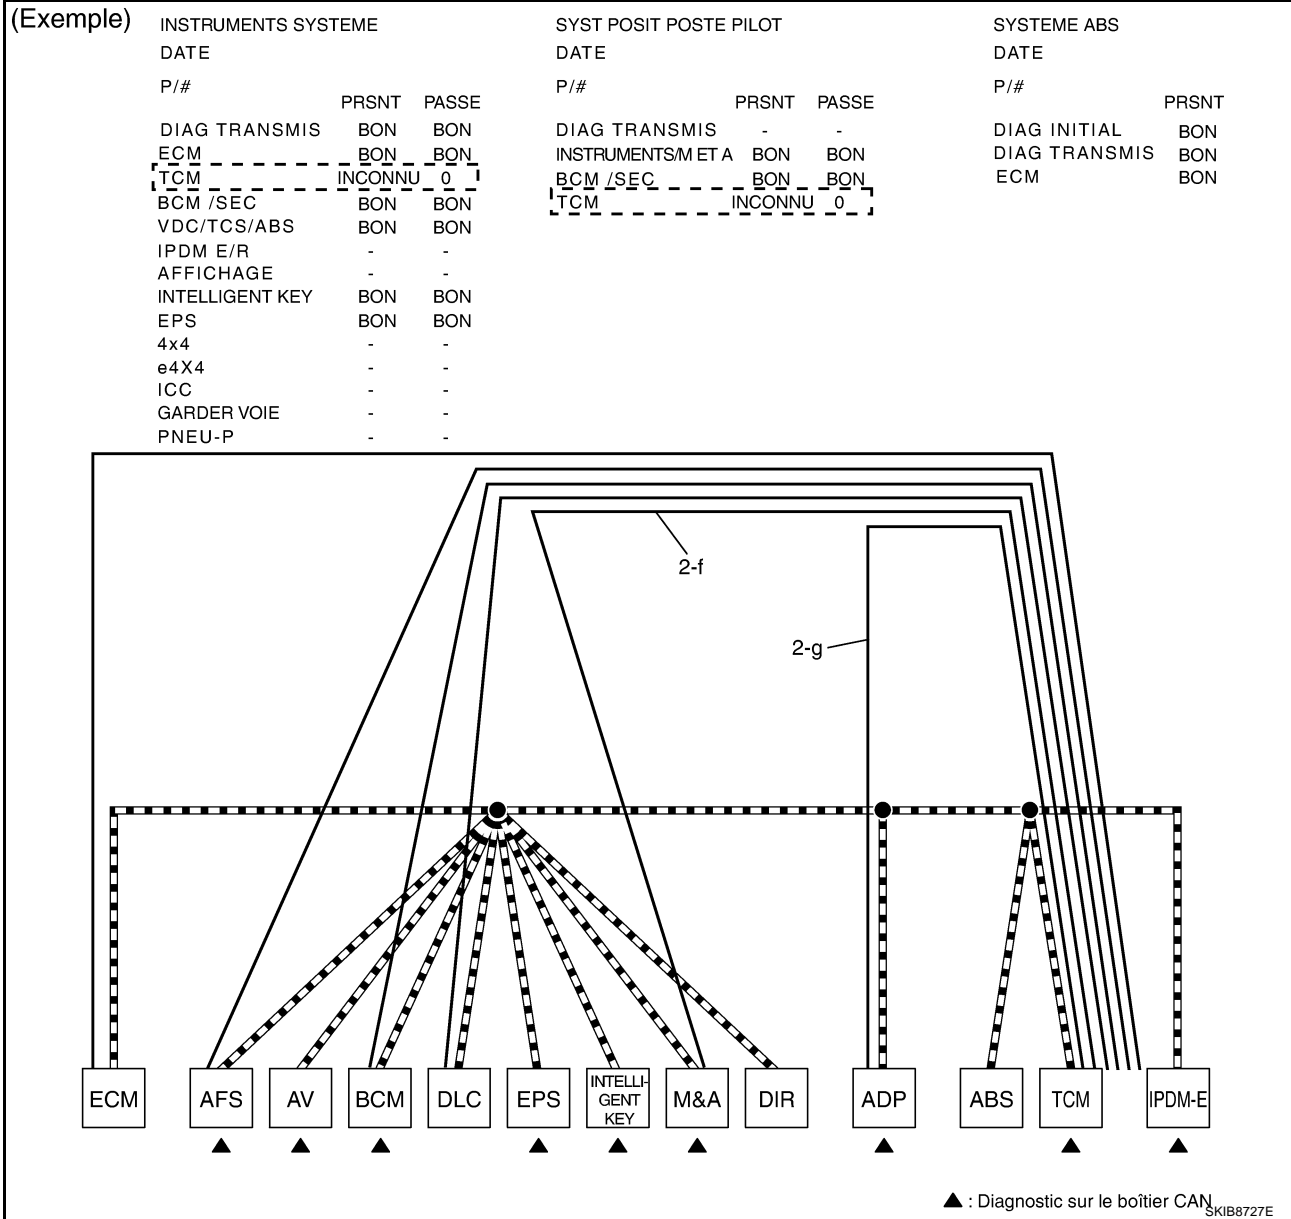 (Exemple)
INSTRUMENTS SYSTEME
DATE
P/#
PRSNT PASSE
DIAG TRANSMIS BON BON
ECM BON BON
TCM INCONNU 0
BCM /SEC BON BON
VDC/TCS/ABS BON BON
IPDM E/R - -
AFFICHAGE - -
INTELLIGENT KEY BON BON
EPS BON BON
4x4 - -
e4X4 - -
ICC - -
GARDER VOIE - -
PNEU-P - -
SYST POSIT POSTE PILOT
DATE
P/#
PRSNT PASSE
DIAG TRANSMIS - -
INSTRUMENTS/M ET A BON BON
BCM /SEC BON BON
TCM INCONNU 0
SYSTEME ABS
DATE
P/#
PRSNT
DIAG INITIAL BON
DIAG TRANSMIS BON
ECM BON
2-f
2-g
ECM
AFS
AV
BCM
DLC
EPS
INTELLI-
GENT
KEY
M&A
DIR
ADP
ABS
TCM
IPDM-E
▲ : Diagnostic sur le boîtier CAN
SKIB8727E